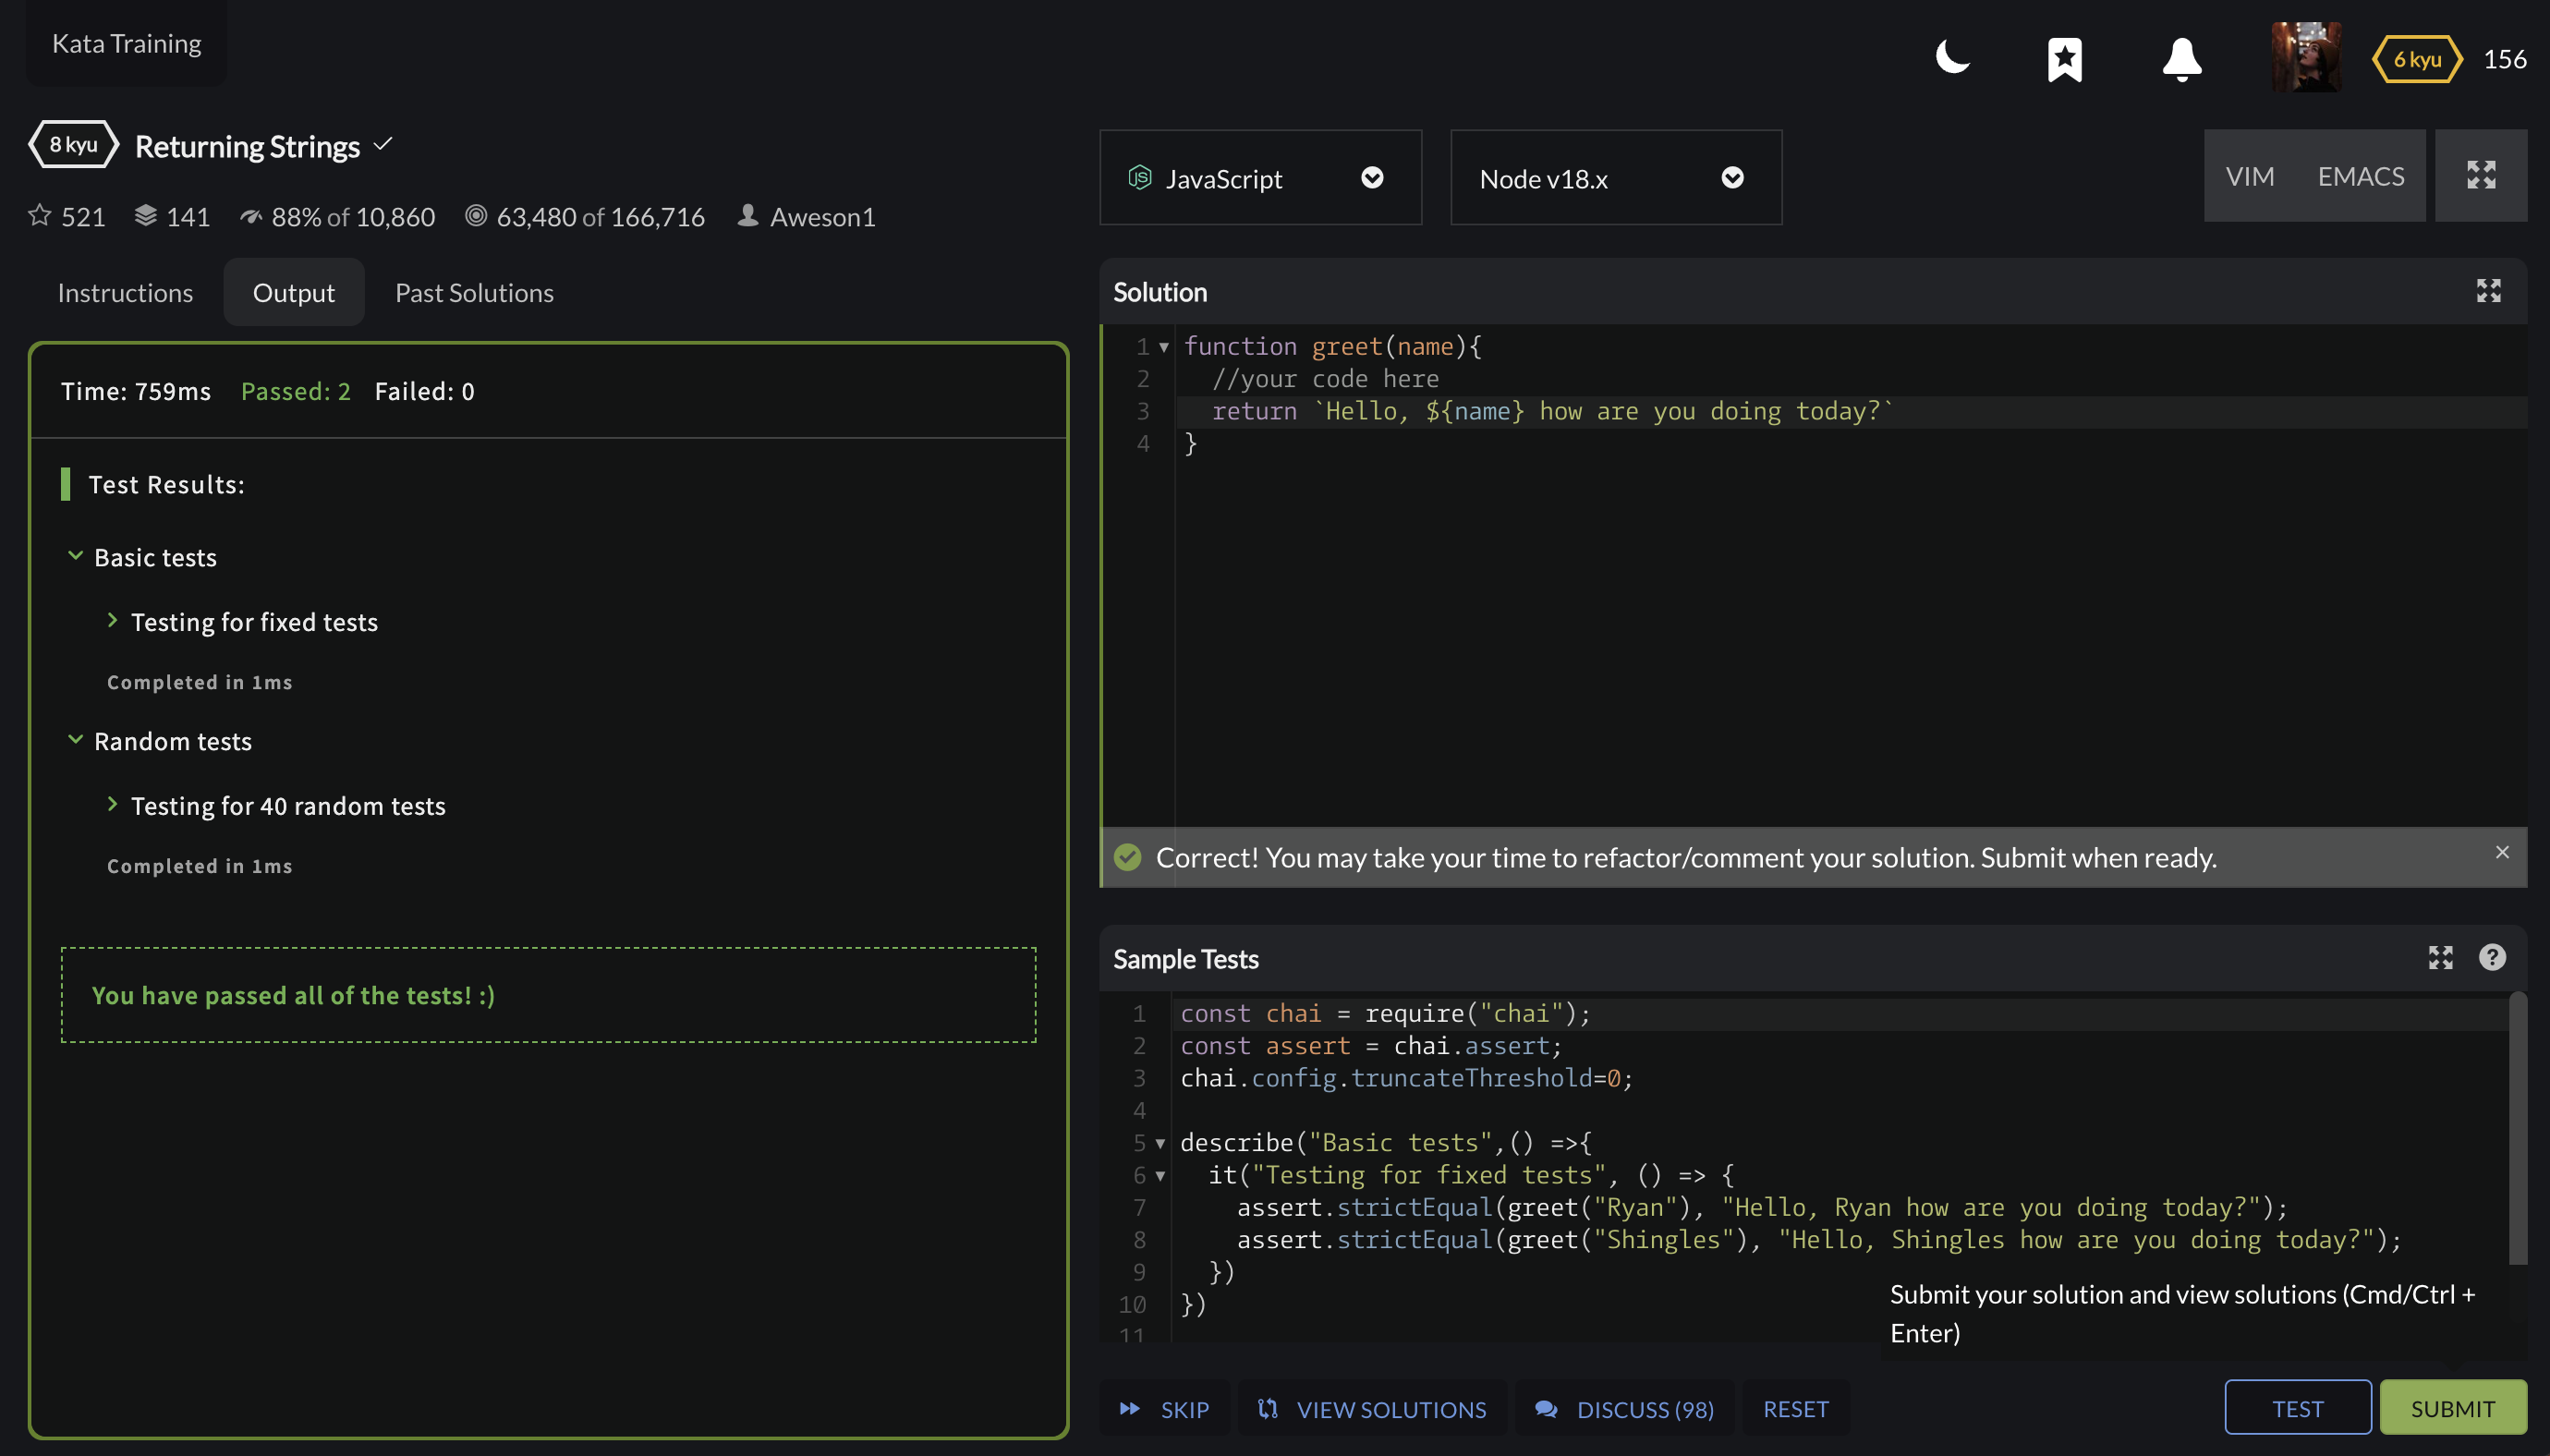 Kata Training
6 kyu 156
8 kyu Returning Strings
521 141 88% of 10,860 63,480 of 166,716 Aweson1
JavaScript Node v18.x VIM EMACS
Instructions Output Past Solutions
Time: 759ms Passed: 2 Failed: 0
Test Results:
Basic tests
Testing for fixed tests
Completed in 1ms
Random tests
Testing for 40 random tests
Completed in 1ms
You have passed all of the tests! :)
Solution
1 function greet(name){
2 //your code here
3 return `Hello, ${name} how are you doing today?`
4 }
Correct! You may take your time to refactor/comment your solution. Submit when ready.
Sample Tests
1 const chai = require("chai");
2 const assert = chai.assert;
3 chai.config.truncateThreshold=0;
4
5 describe("Basic tests",() =>{
6 it("Testing for fixed tests", () => {
7 assert.strictEqual(greet("Ryan"), "Hello, Ryan how are you doing today?");
8 assert.strictEqual(greet("Shingles"), "Hello, Shingles how are you doing today?");
9 })
10 })
11
Submit your solution and view solutions (Cmd/Ctrl +
Enter)
SKIP VIEW SOLUTIONS DISCUSS (98) RESET TEST SUBMIT